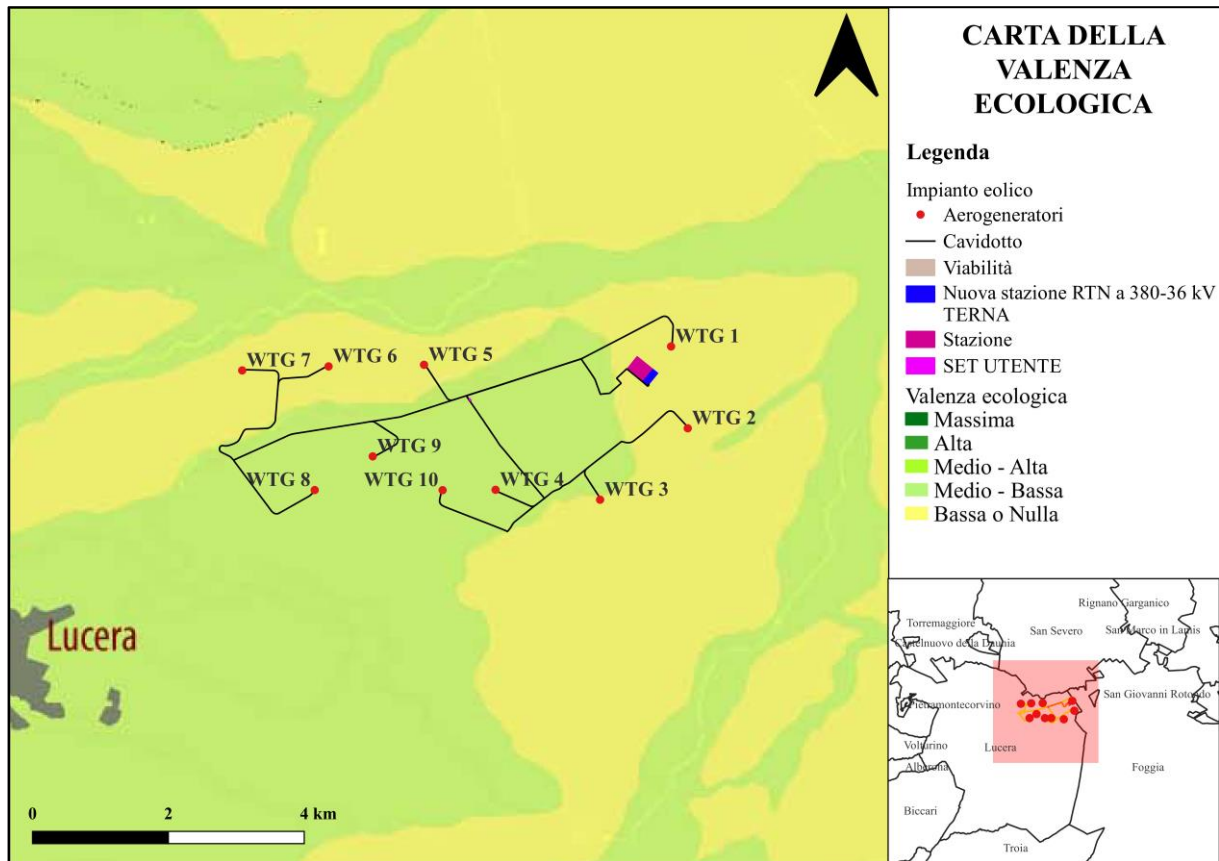 CARTA DELLA
VALENZA
ECOLOGICA
Legenda
Impianto eolico
Aerogeneratori
Cavidotto
Viabilità
Nuova stazione RTN a 380-36 kV
TERNA
Stazione
SET UTENTE
Valenza ecologica
Massima
Alta
Medio - Alta
Medio - Bassa
Bassa o Nulla
WTG 1
WTG 7
WTG 6
WTG 5
WTG 2
WTG 9
WTG 8
WTG 10
WTG 4
WTG 3
Lucera
0 2 4 km
Rignano Garganico
Torremaggiore
San Severo
San Marco in Lamis
Castelnuovo della Daunia
San Giovanni Rotondo
Pietramontecorvino
Volturino
Lucera
Alberona
Foggia
Biccari
Troia